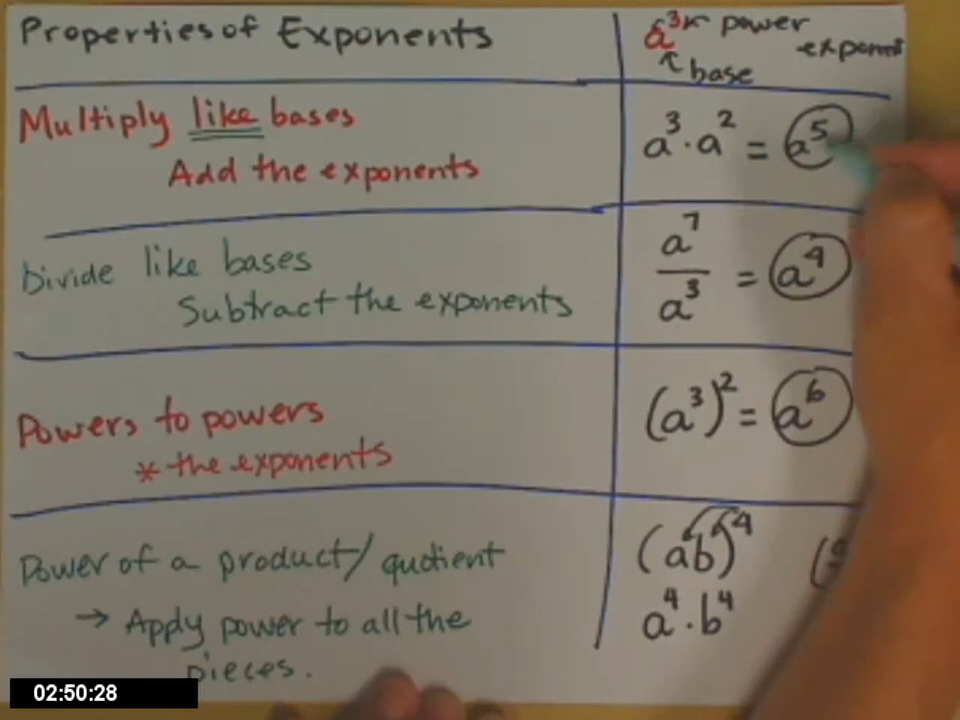 Properties of Exponents
a³ power
exponent
base
Multiply like bases
Add the exponents
a³ · a² = a⁵
Divide like bases
Subtract the exponents
a⁷
a³
= a⁴
Powers to powers
* the exponents
(a³)² = a⁶
Power of a product/quotient
→ Apply power to all the
pieces.
(ab)⁴
a⁴ · b⁴
02:50:28